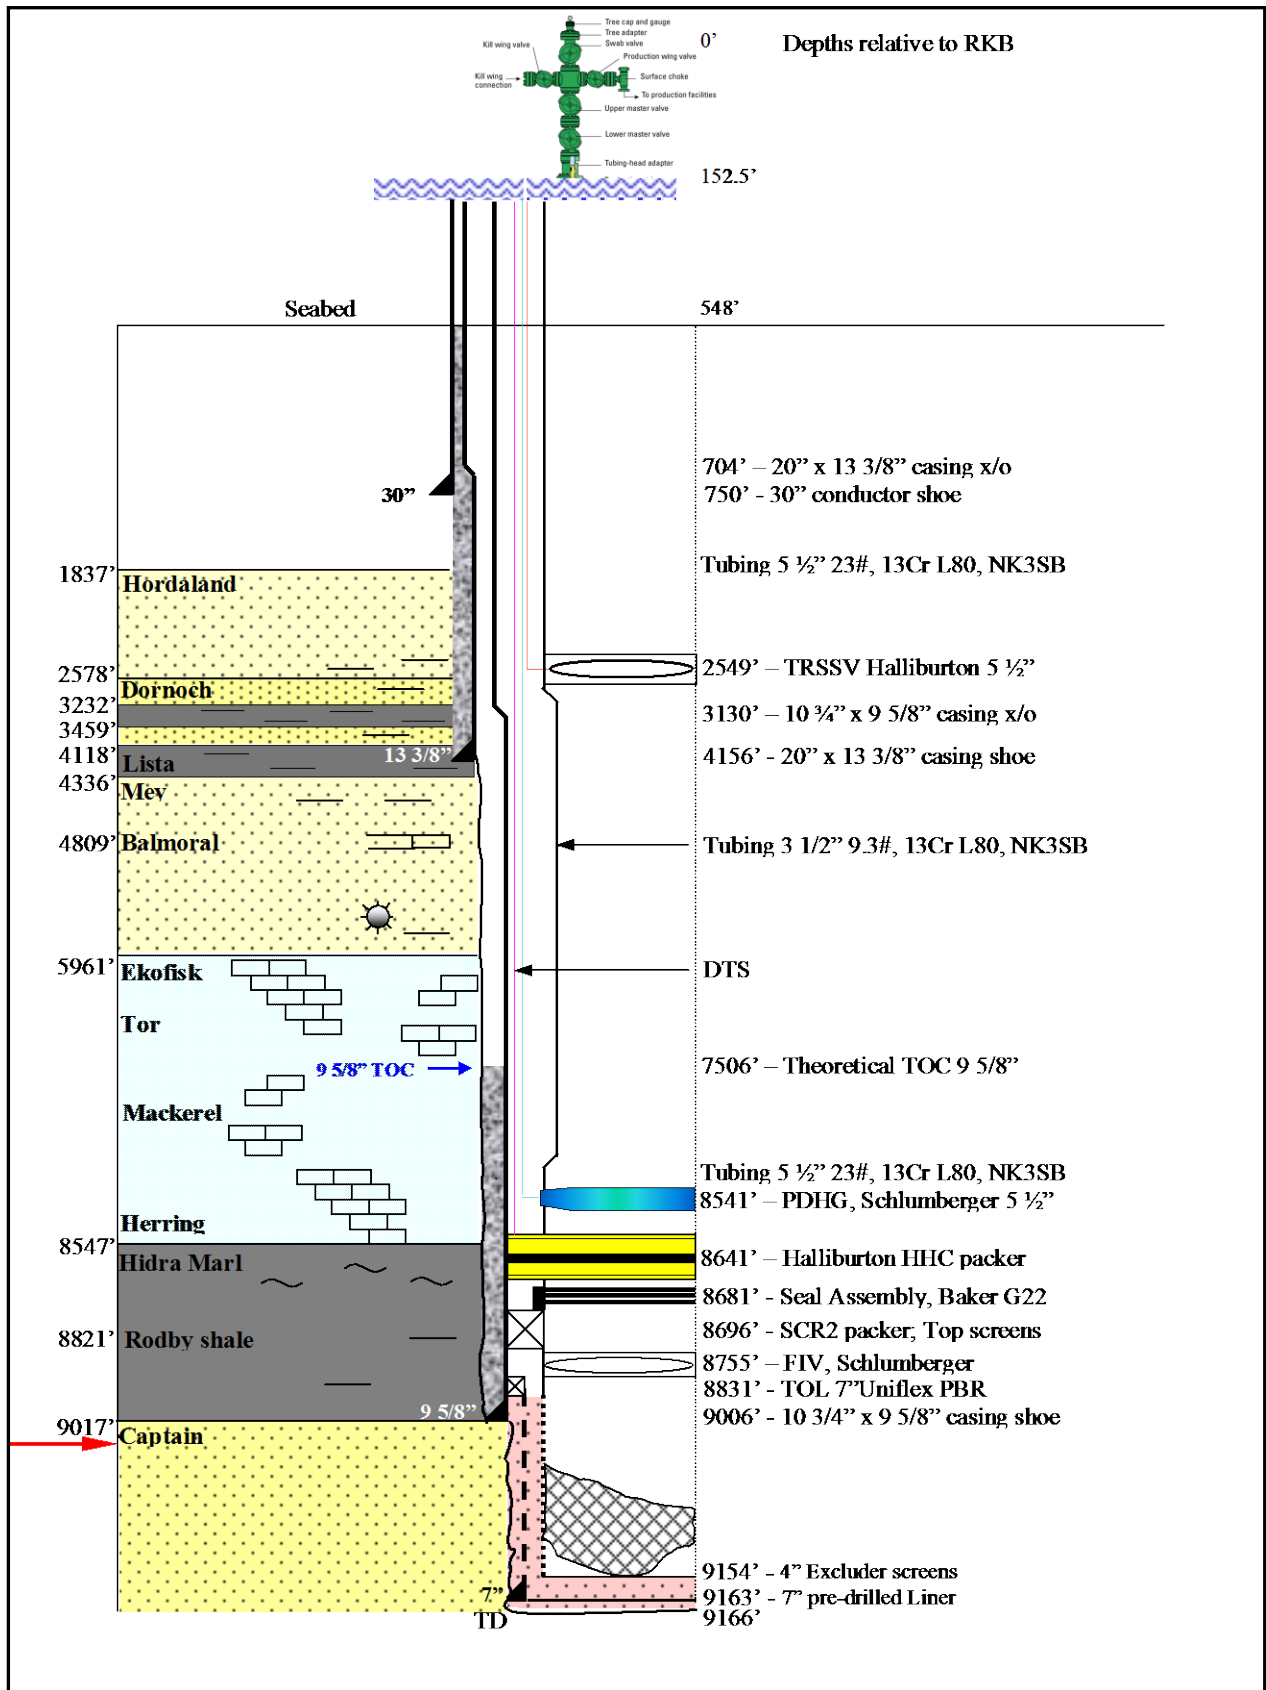 Tree cap and gauge
Tree adapter
Swab valve
Kill wing valve
Production wing valve
Kill wing
connection
Surface choke
To production facilities
Upper master valve
Lower master valve
Tubing-head adapter
0’ Depths relative to RKB
152.5’
Seabed 548’
704’ – 20” x 13 3/8” casing x/o
30” 750’ - 30” conductor shoe
Tubing 5 ½” 23#, 13Cr L80, NK3SB
1837’ Hordaland
2549’ – TRSSV Halliburton 5 ½”
2578’ Dornoch
3232’
3130’ – 10 ¾” x 9 5/8” casing x/o
3459’
4118’ 13 3/8” 4156’ - 20” x 13 3/8” casing shoe
Lista
4336’ Mey
4809’ Balmoral Tubing 3 1/2” 9.3#, 13Cr L80, NK3SB
5961’ Ekofisk DTS
Tor
9 5/8” TOC 7506’ – Theoretical TOC 9 5/8”
Mackerel
Tubing 5 ½” 23#, 13Cr L80, NK3SB
8541’ – PDHG, Schlumberger 5 ½”
Herring
8547’ Hidra Marl 8641’ – Halliburton HHC packer
8681’ - Seal Assembly, Baker G22
8821’ Rodby shale 8696’ - SCR2 packer; Top screens
8755’ – FIV, Schlumberger
8831’ - TOL 7”Uniflex PBR
9 5/8” 9006’ - 10 3/4” x 9 5/8” casing shoe
9017’ Captain
9154’ - 4” Excluder screens
7” 9163’ - 7” pre-drilled Liner
TD 9166’